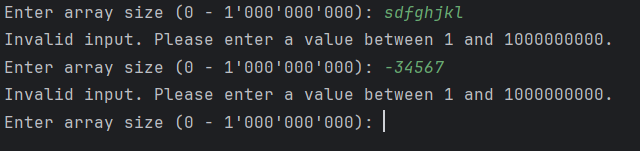 Enter array size (0 - 1'000'000'000): sdfghjkl
Invalid input. Please enter a value between 1 and 1000000000.
Enter array size (0 - 1'000'000'000): -34567
Invalid input. Please enter a value between 1 and 1000000000.
Enter array size (0 - 1'000'000'000):